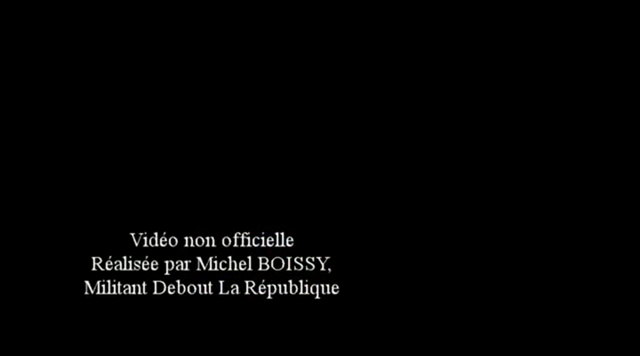 Vidéo non officielle
Réalisée par Michel BOISSY,
Militant Debout La République